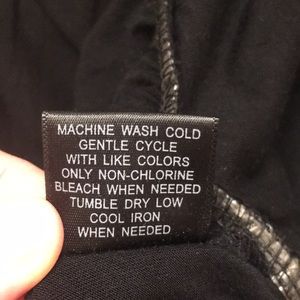 MACHINE WASH COLD
GENTLE CYCLE
WITH LIKE COLORS
ONLY NON-CHLORINE
BLEACH WHEN NEEDED
TUMBLE DRY LOW
COOL IRON
WHEN NEEDED